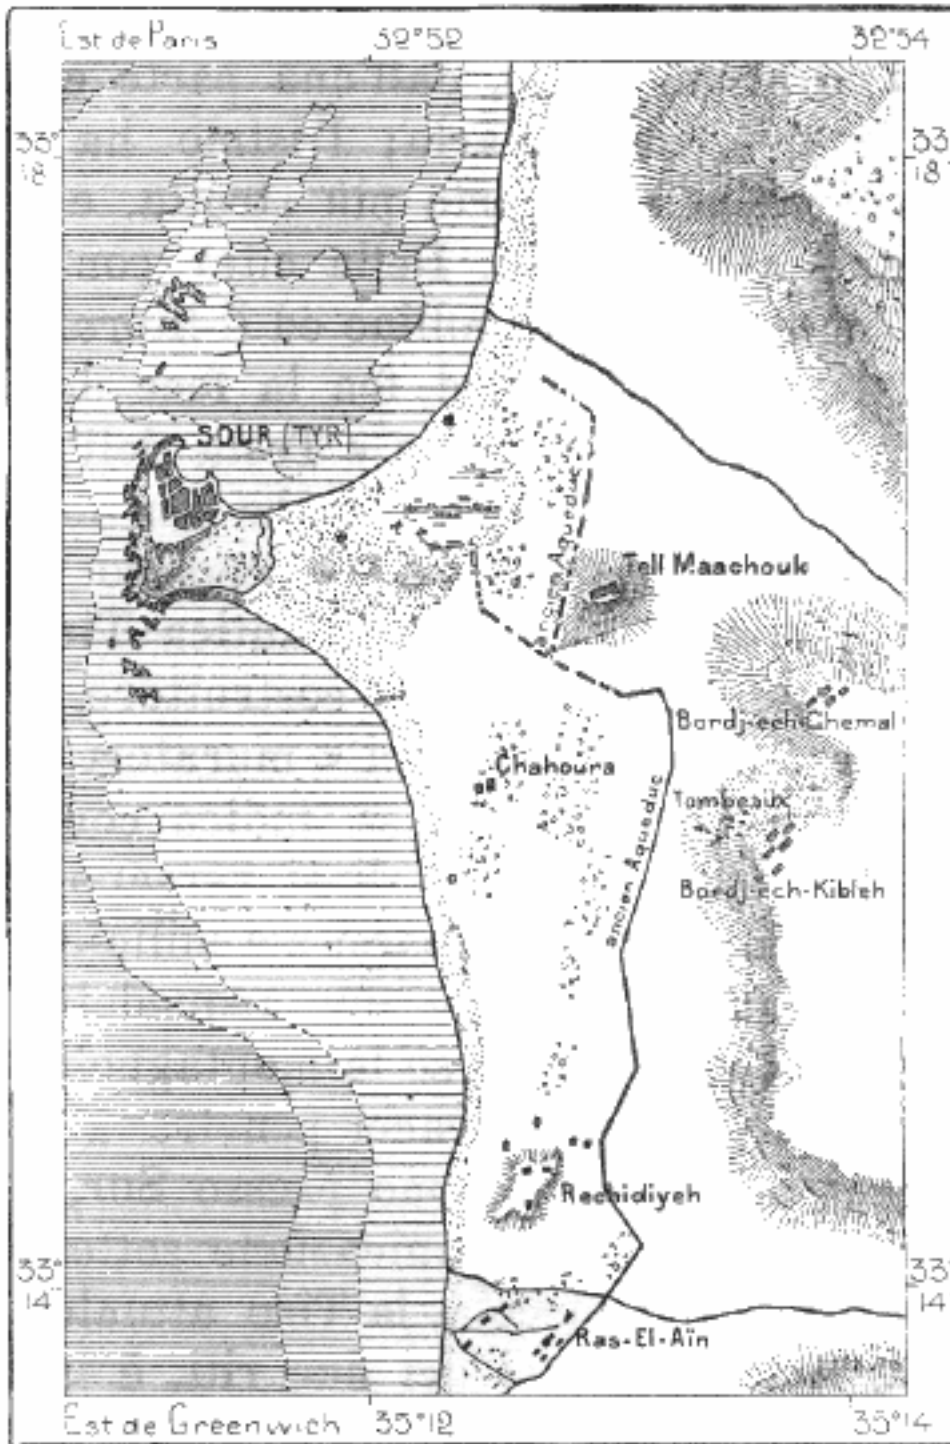 Est de Paris 32°52 32°54
33° 18' 33 18'
SOUR (TYR)
Ancien Aqueduc
Tell Maachouk
Bordj-ech-Chemal
Chahoura
Tombeaux
Ancien Aqueduc
Bordj-ech-Kibleh
Rechidiyeh
33° 14' 33° 14'
Ras-El-Aïn
Est de Greenwich 35°12 35°14